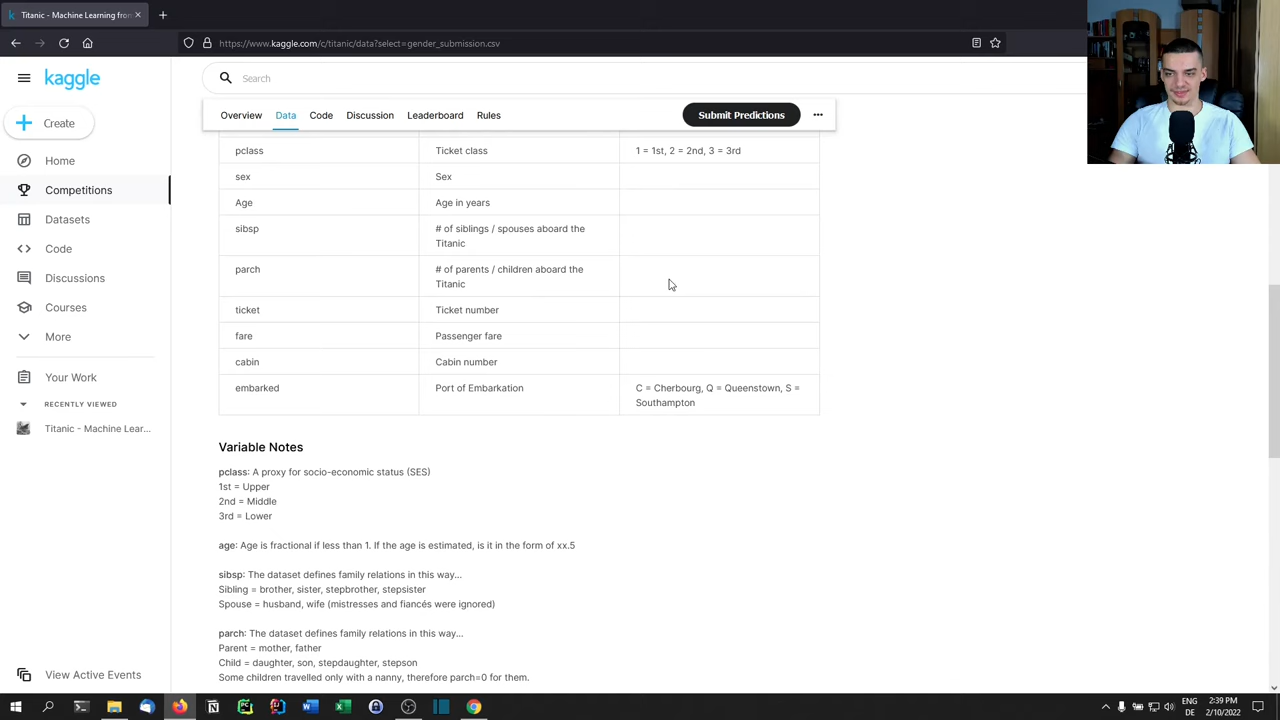 Titanic - Machine Learning from
https://www.kaggle.com/c/titanic/data?select=gender_submission.csv
kaggle
Search
Create
Home
Competitions
Datasets
Code
Discussions
Courses
More
Your Work
RECENTLY VIEWED
Titanic - Machine Lear...
View Active Events
Overview Data Code Discussion Leaderboard Rules Submit Predictions
pclass Ticket class 1 = 1st, 2 = 2nd, 3 = 3rd
sex Sex
Age Age in years
sibsp # of siblings / spouses aboard the
Titanic
parch # of parents / children aboard the
Titanic
ticket Ticket number
fare Passenger fare
cabin Cabin number
embarked Port of Embarkation C = Cherbourg, Q = Queenstown, S =
Southampton
Variable Notes
pclass: A proxy for socio-economic status (SES)
1st = Upper
2nd = Middle
3rd = Lower
age: Age is fractional if less than 1. If the age is estimated, is it in the form of xx.5
sibsp: The dataset defines family relations in this way...
Sibling = brother, sister, stepbrother, stepsister
Spouse = husband, wife (mistresses and fiancés were ignored)
parch: The dataset defines family relations in this way...
Parent = mother, father
Child = daughter, son, stepdaughter, stepson
Some children travelled only with a nanny, therefore parch=0 for them.
ENG
DE
2:39 PM
2/10/2022